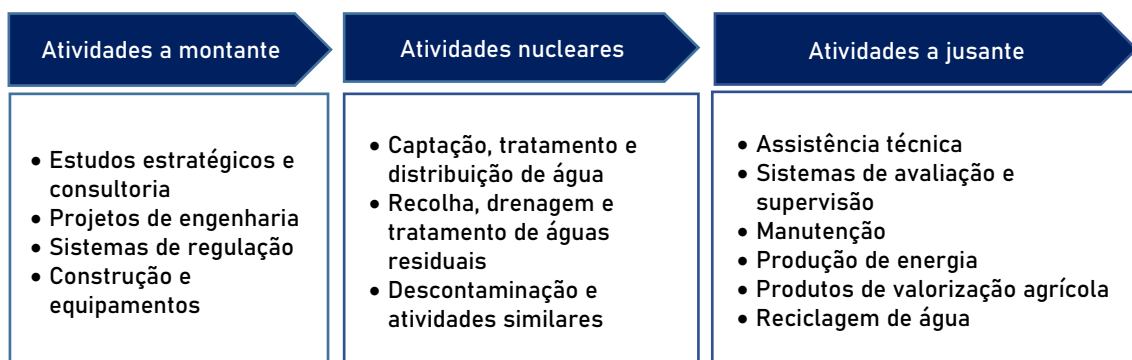 Atividades a montante
• Estudos estratégicos e
consultoria
• Projetos de engenharia
• Sistemas de regulação
• Construção e
equipamentos
Atividades nucleares
• Captação, tratamento e
distribuição de água
• Recolha, drenagem e
tratamento de águas
residuais
• Descontaminação e
atividades similares
Atividades a jusante
• Assistência técnica
• Sistemas de avaliação e
supervisão
• Manutenção
• Produção de energia
• Produtos de valorização agrícola
• Reciclagem de água